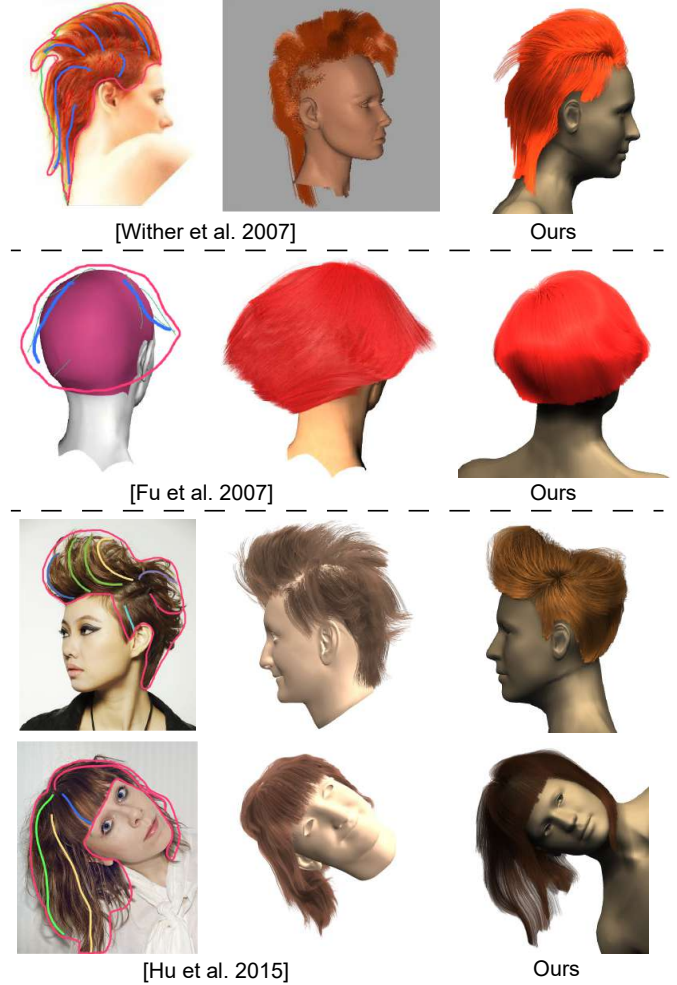 [Wither et al. 2007]
Ours
[Fu et al. 2007]
Ours
[Hu et al. 2015]
Ours